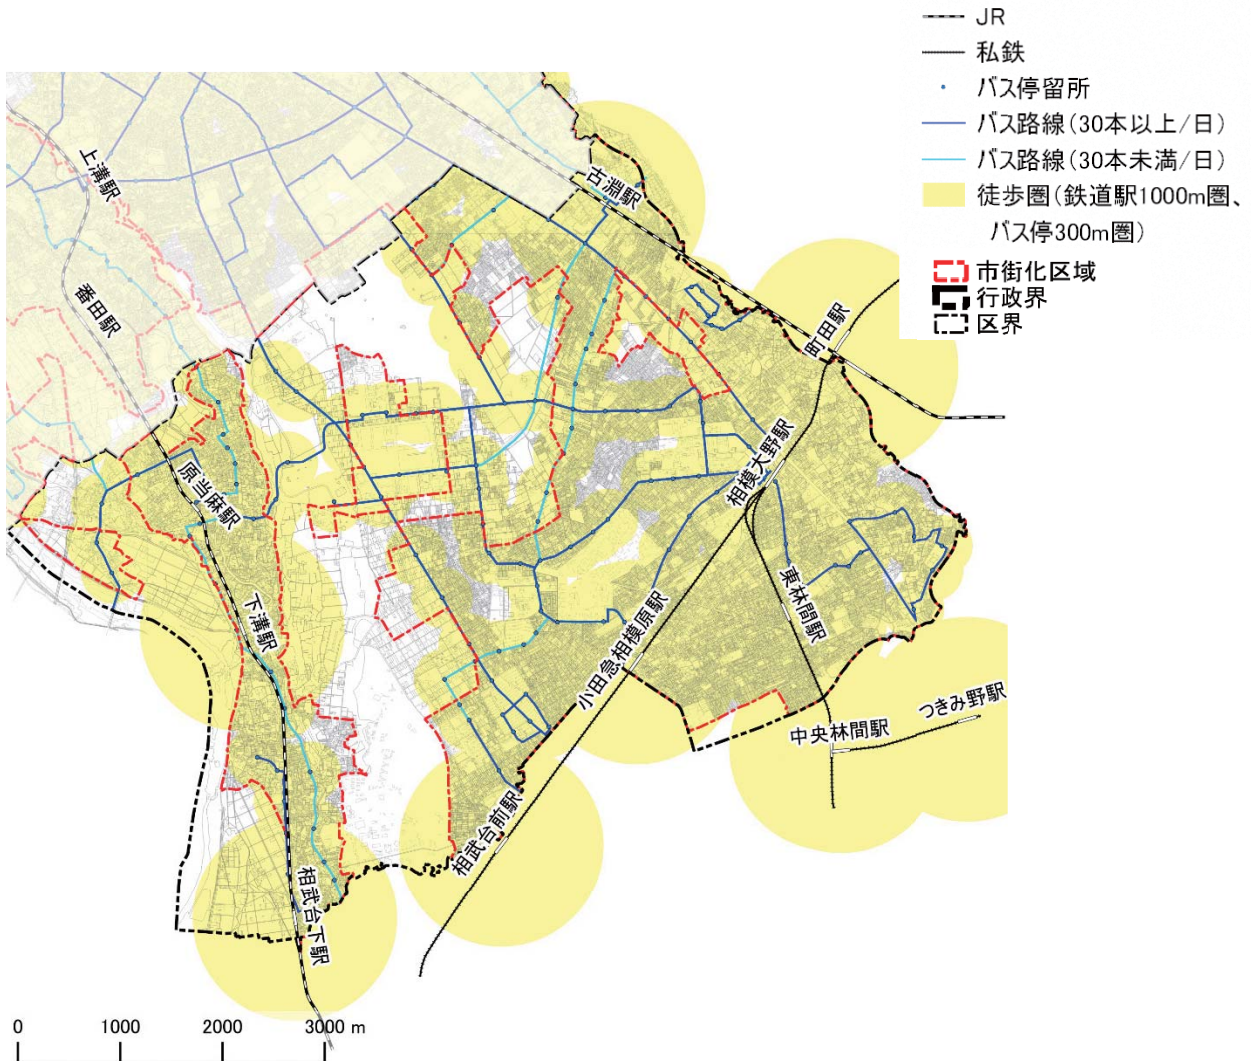 JR
私鉄
バス停留所
バス路線(30本以上/日)
バス路線(30本未満/日)
徒歩圏(鉄道駅1000m圏、
バス停300m圏)
市街化区域
行政界
区界
上溝駅
古淵駅
番田駅
町田駅
相模大野駅
原当麻駅
東林間駅
下溝駅
小田急相模原駅
つきみ野駅
中央林間駅
相武台前駅
相武台下駅
0 1000 2000 3000 m